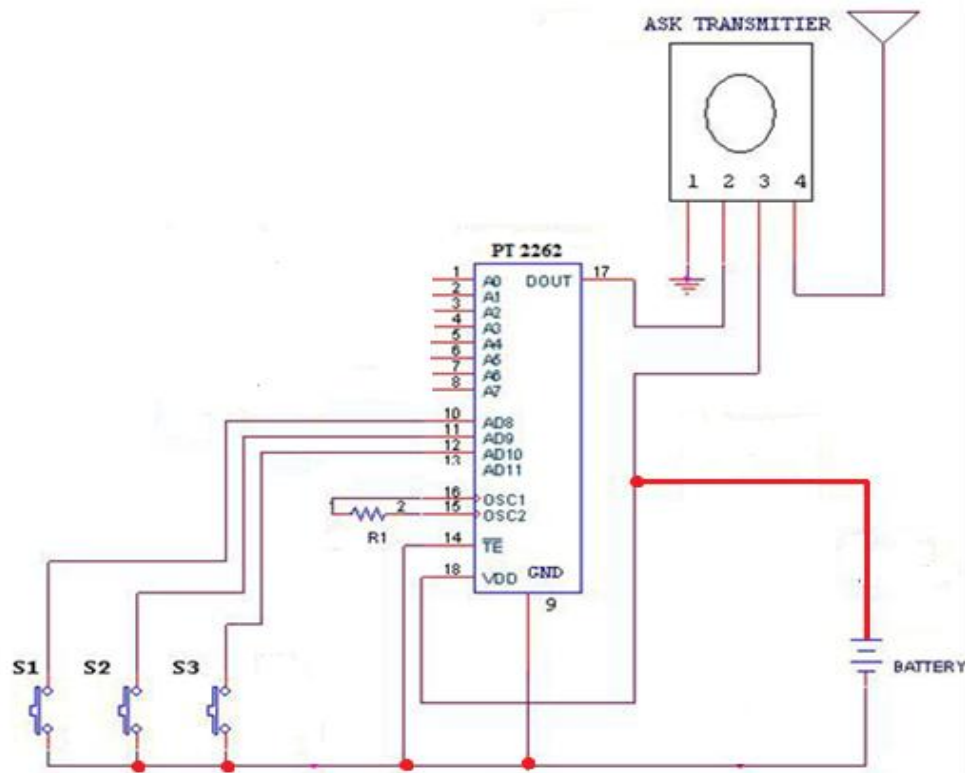 ASK TRANSMITIER
1 2 3 4
PT 2262
1 A0 DOUT 17
2 A1
3 A2
4 A3
5 A4
6 A5
7 A6
8 A7
10 AD8
11 AD9
12 AD10
13 AD11
16 OSC1
1 2 15 OSC2
R1
14 TE
18 VDD GND
9
S1 S2 S3
BATTERY